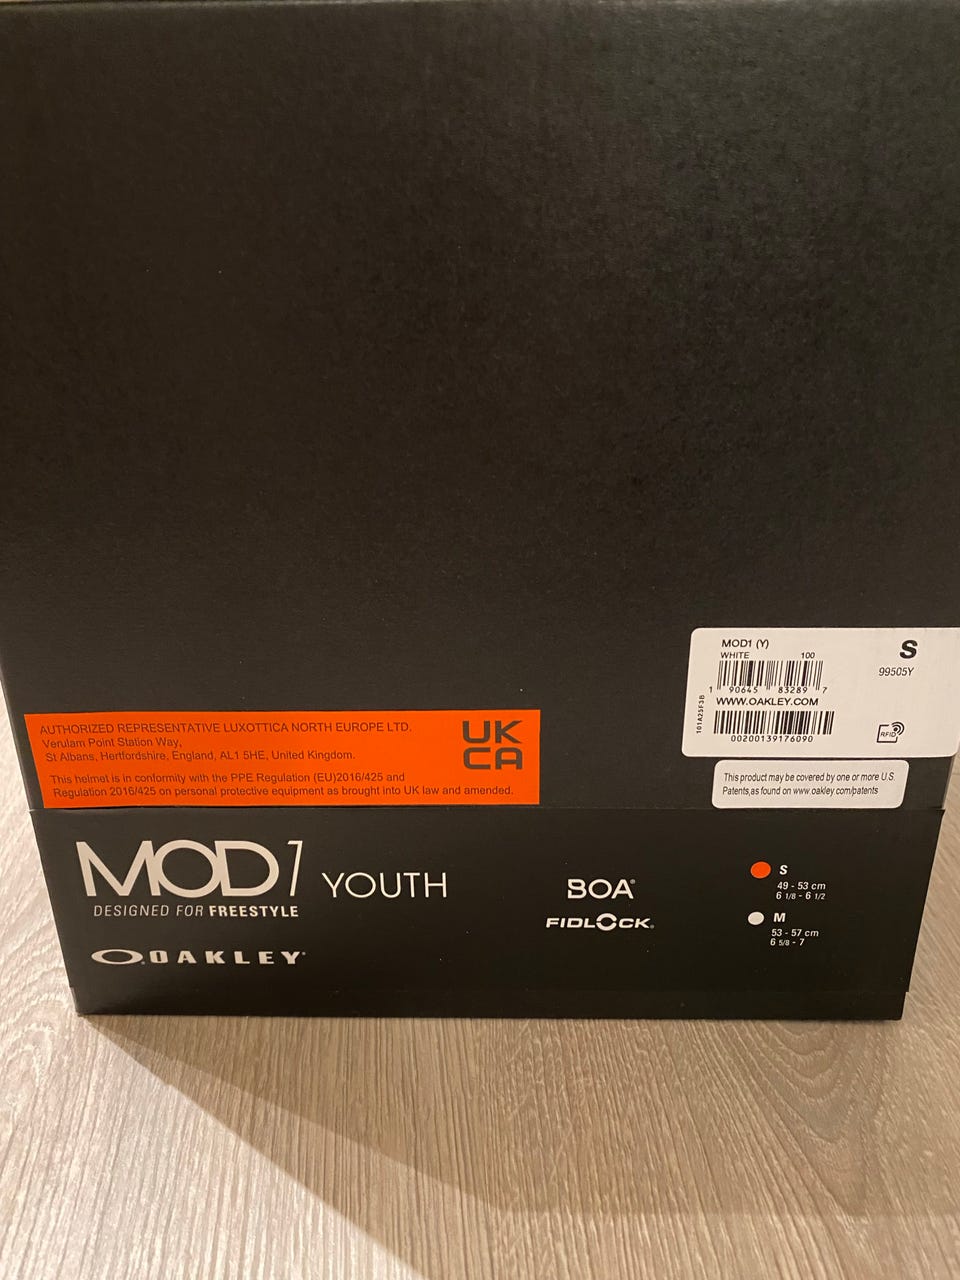 MOD1 (Y)
S
WHITE 100
99505Y
1 90645 83289 7
WWW.OAKLEY.COM
101A25F3B
00200139176090
RFID
This product may be covered by one or more U.S.
Patents,as found on www.oakley.com/patents
AUTHORIZED REPRESENTATIVE LUXOTTICA NORTH EUROPE LTD.
Verulam Point Station Way,
St Albans, Hertfordshire, England, AL1 5HE, United Kingdom.
This helmet is in conformity with the PPE Regulation (EU)2016/425 and
Regulation 2016/425 on personal protective equipment as brought into UK law and amended.
UK
CA
MOD1 YOUTH
DESIGNED FOR FREESTYLE
OAKLEY
BOA®
FIDLOCK®
S
49 - 53 cm
6 1/8 - 6 1/2
M
53 - 57 cm
6 5/8 - 7